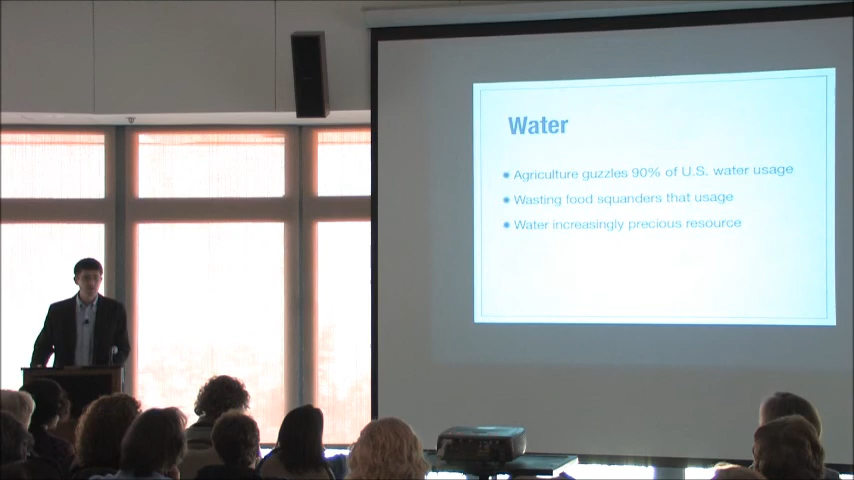 Water
Agriculture guzzles 90% of U.S. water usage
Wasting food squanders that usage
Water increasingly precious resource